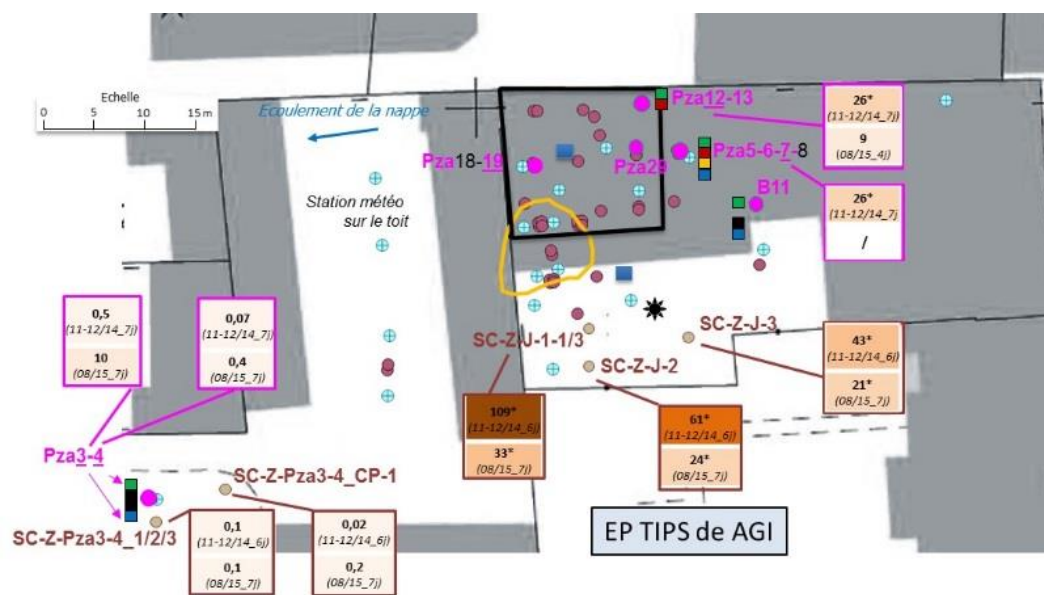 Echelle
0 5 10 15 m
Ecoulement de la nappe
Station météo
sur le toit
Pza12-13
26*
(11-12/14_7j)
9
(08/15_4j)
Pza18-19
Pza29
Pza5-6-7-8
B11
26*
(11-12/14_7j
/
0,5
(11-12/14_7j)
10
(08/15_7j)
0,07
(11-12/14_7j)
0,4
(08/15_7j)
SC-Z-J-1-1/3
SC-Z-J-2
SC-Z-J-3
43*
(11-12/14_6j)
21*
(08/15_7j)
109*
(11-12/14_6j)
33*
(08/15_7j)
61*
(11-12/14_6j)
24*
(08/15_7j)
Pza3-4
SC-Z-Pza3-4_CP-1
SC-Z-Pza3-4_1/2/3
0,1
(11-12/14_6j)
0,1
(08/15_7j)
0,02
(11-12/14_6j)
0,2
(08/15_7j)
EP TIPS de AGI